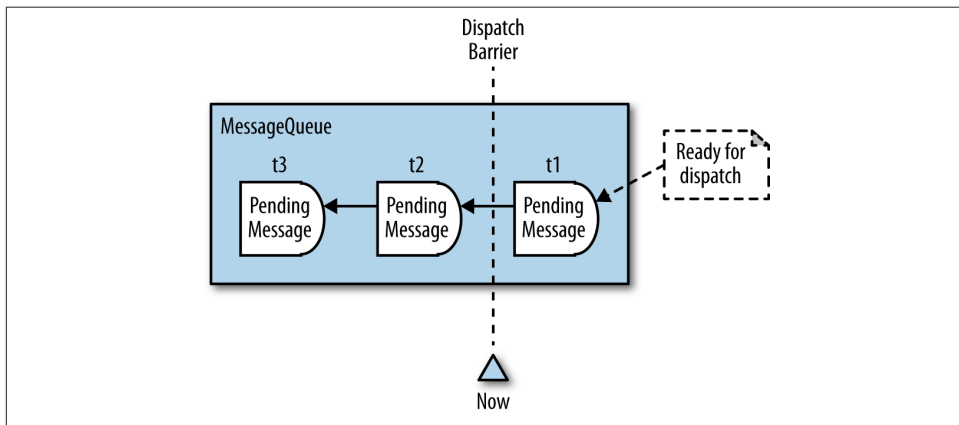 Dispatch
Barrier
MessageQueue
t3
t2
t1
Ready for
dispatch
Pending
Message
Pending
Message
Pending
Message
Now